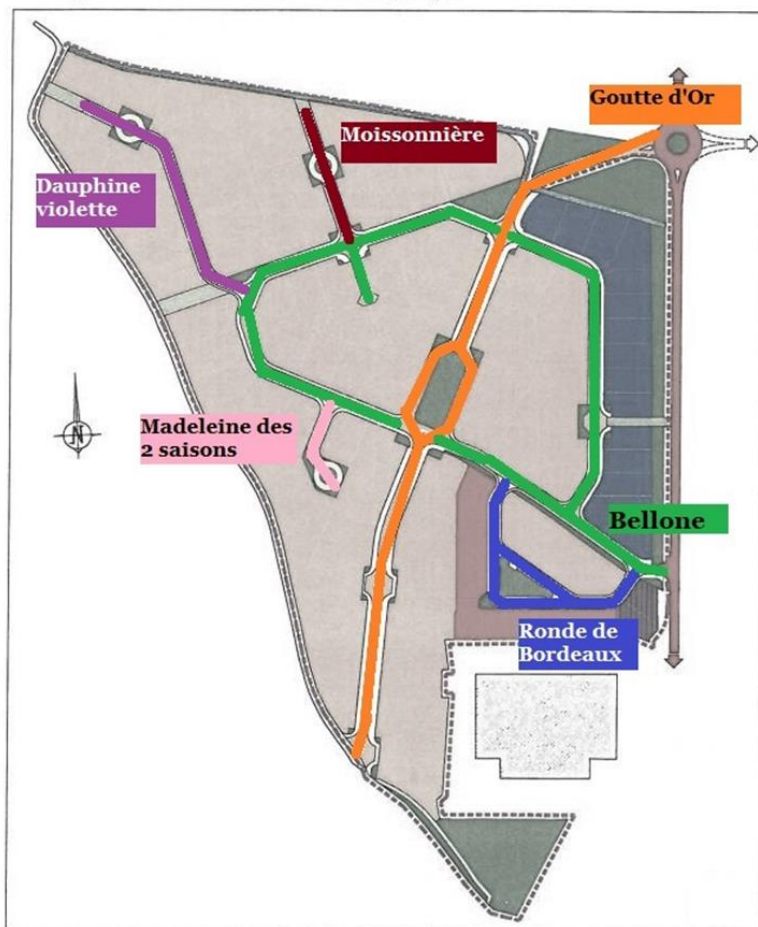 Goutte d'Or
Moissonnière
Dauphine
violette
Madeleine des
2 saisons
N
Bellone
Ronde de
Bordeaux